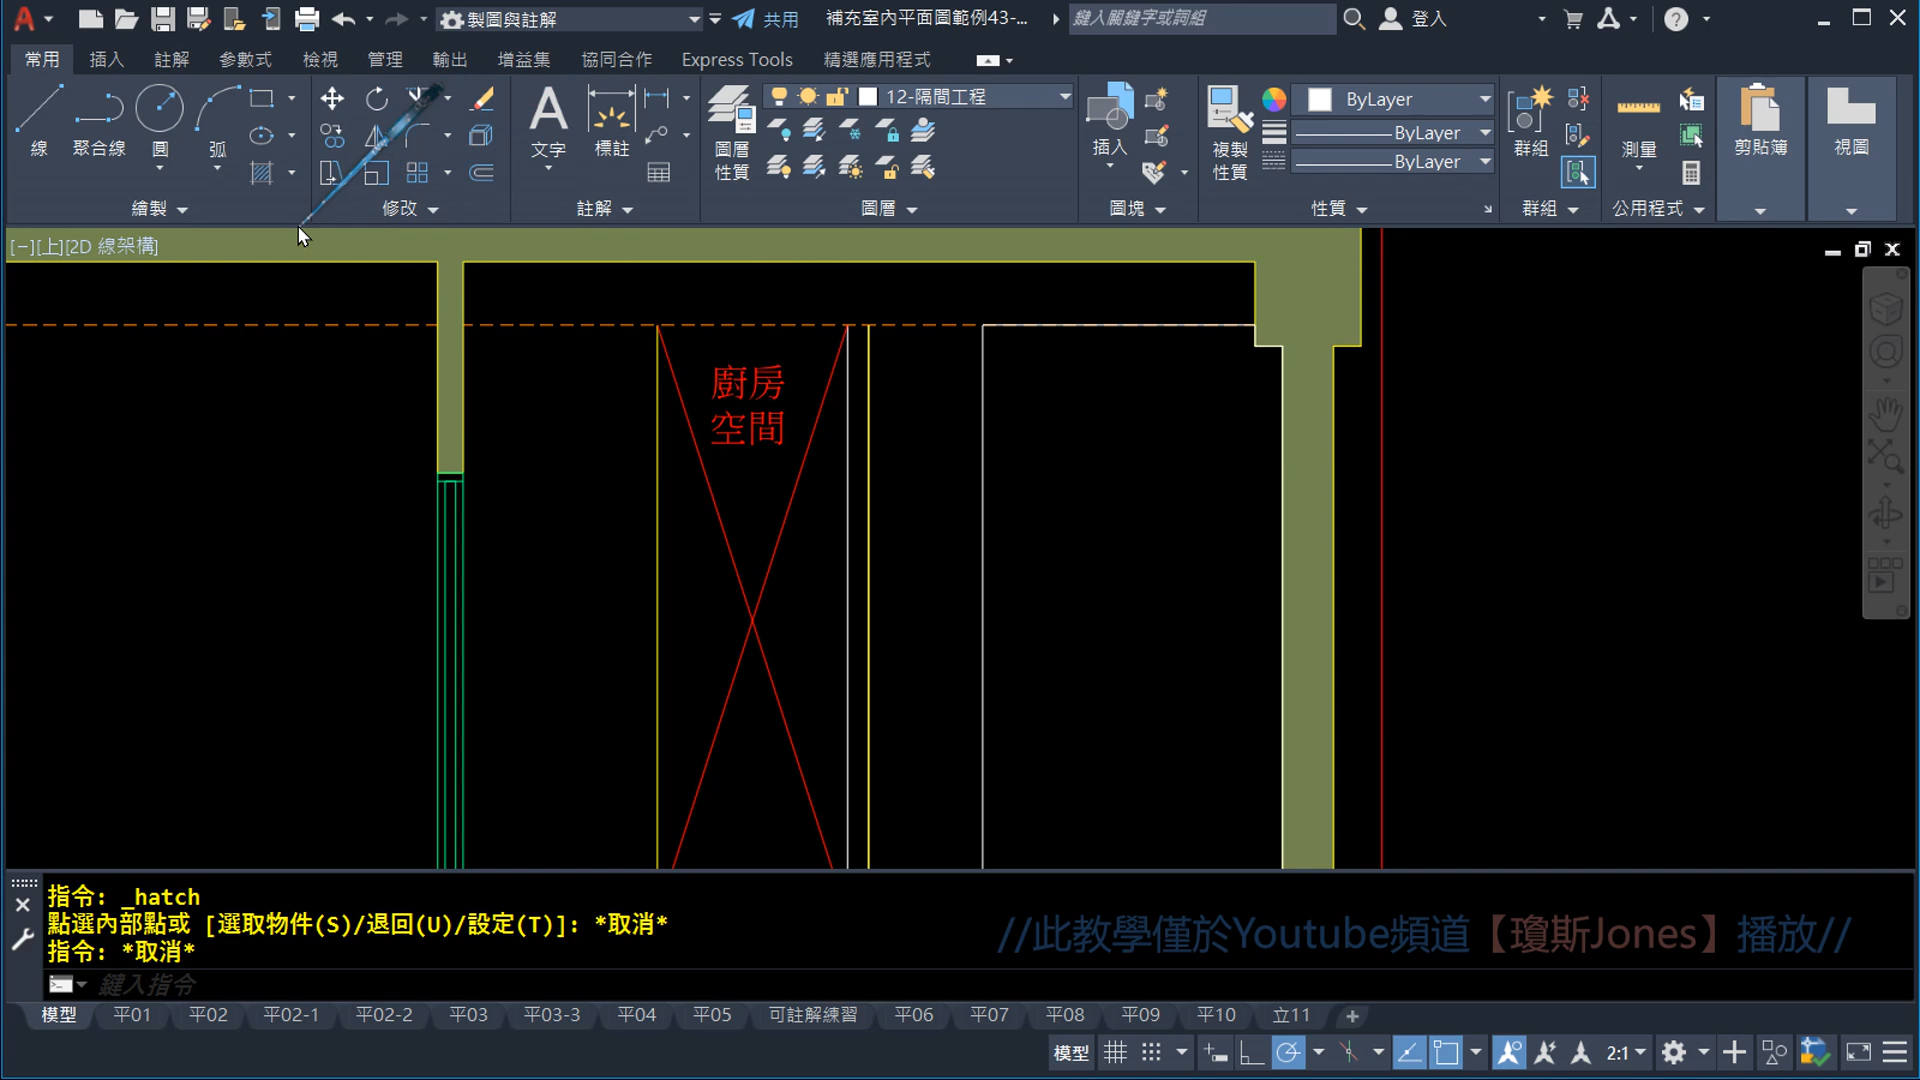 製圖與註解
共用
補充室內平面圖範例43-...
鍵入關鍵字或詞組
登入
常用 插入 註解 參數式 檢視 管理 輸出 增益集 協同合作 Express Tools 精選應用程式
線 聚合線 圓 弧
文字 標註
圖層
性質
12-隔間工程
插入
複製
性質
ByLayer
ByLayer
ByLayer
群組
測量
剪貼簿
視圖
繪製 修改 註解 圖層 圖塊 性質 群組 公用程式
[−][上][2D 線架構]
廚房
空間
指令: _hatch
點選內部點或 [選取物件(S)/退回(U)/設定(T)]: *取消*
指令: *取消*
//此教學僅於Youtube頻道【瓊斯Jones】播放//
鍵入指令
模型 平01 平02 平02-1 平02-2 平03 平03-3 平04 平05 可註解練習 平06 平07 平08 平09 平10 立11
模型 2:1